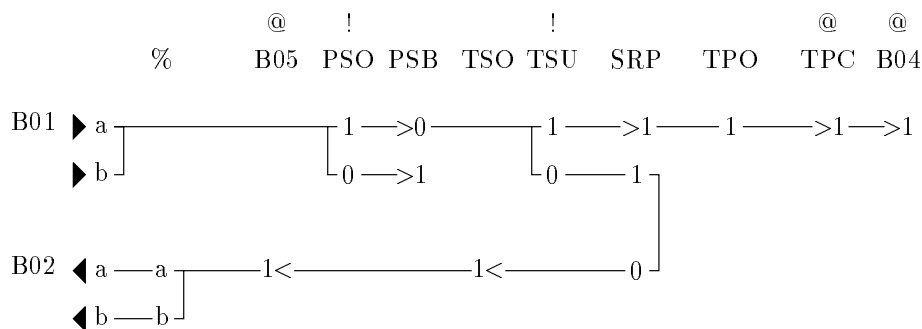 @ ! ! @ @
% B05 PSO PSB TSO TSU SRP TPO TPC B04
B01 a 1 >0 1 >1 1 >1 >1
b 0 >1 0 1
B02 a a 1< 1< 0
b b